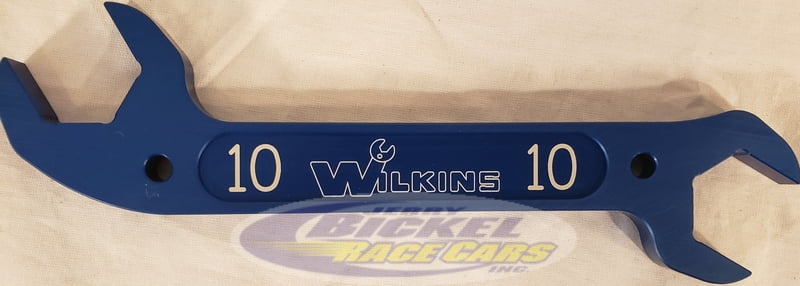 10 WILKINS 10
JERRY
BICKEL
RACE CARS
INC.